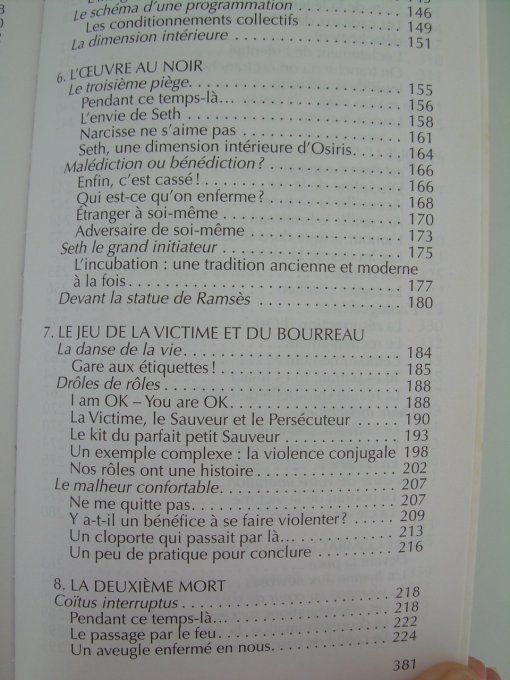 Le schéma d'une programmation . . . . . . . . . . . . . . . 146
Les conditionnements collectifs . . . . . . . . . . . . . 149
La dimension intérieure . . . . . . . . . . . . . . . . . . . . 151
6. L'ŒUVRE AU NOIR
Le troisième piège. . . . . . . . . . . . . . . . . . . . . . . . . 155
Pendant ce temps-là... . . . . . . . . . . . . . . . . . . . . 156
L'envie de Seth . . . . . . . . . . . . . . . . . . . . . . . . . . 158
Narcisse ne s'aime pas . . . . . . . . . . . . . . . . . . . . 161
Seth, une dimension intérieure d'Osiris. . . . . . . 164
Malédiction ou bénédiction ? . . . . . . . . . . . . . . . . 166
Enfin, c'est cassé ! . . . . . . . . . . . . . . . . . . . . . . . 166
Qui est-ce qu'on enferme ? . . . . . . . . . . . . . . . . 168
Étranger à soi-même . . . . . . . . . . . . . . . . . . . . . 170
Adversaire de soi-même . . . . . . . . . . . . . . . . . . 173
Seth le grand initiateur . . . . . . . . . . . . . . . . . . . . . 175
L'incubation : une tradition ancienne et moderne
à la fois. . . . . . . . . . . . . . . . . . . . . . . . . . . . . . . . 177
Devant la statue de Ramsès . . . . . . . . . . . . . . . . . 180
7. LE JEU DE LA VICTIME ET DU BOURREAU
La danse de la vie. . . . . . . . . . . . . . . . . . . . . . . . . 184
Gare aux étiquettes ! . . . . . . . . . . . . . . . . . . . . . 185
Drôles de rôles . . . . . . . . . . . . . . . . . . . . . . . . . . . 188
I am OK – You are OK. . . . . . . . . . . . . . . . . . . . . 188
La Victime, le Sauveur et le Persécuteur . . . . . . 190
Le kit du parfait petit Sauveur . . . . . . . . . . . . . . 193
Un exemple complexe : la violence conjugale 198
Nos rôles ont une histoire. . . . . . . . . . . . . . . . . . 202
Le malheur confortable. . . . . . . . . . . . . . . . . . . . . 207
Ne me quitte pas. . . . . . . . . . . . . . . . . . . . . . . . . 207
Y a-t-il un bénéfice à se faire violenter ? . . . . . . 209
Un cloporte qui passait par là... . . . . . . . . . . . . . 213
Un peu de pratique pour conclure . . . . . . . . . . . 216
8. LA DEUXIÈME MORT
Coïtus interruptus . . . . . . . . . . . . . . . . . . . . . . . . . 218
Pendant ce temps-là... . . . . . . . . . . . . . . . . . . . . 218
Le passage par le feu. . . . . . . . . . . . . . . . . . . . . . 222
Un aveugle enfermé en nous. . . . . . . . . . . . . . . . 224
381